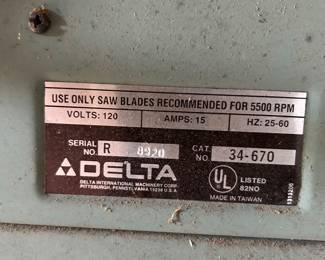 USE ONLY SAW BLADES RECOMMENDED FOR 5500 RPM
VOLTS: 120 AMPS: 15 HZ: 25-60
SERIAL NO. R 8920 CAT. NO. 34-670
DELTA
DELTA INTERNATIONAL MACHINERY CORP.
PITTSBURGH, PENNSYLVANIA 15238 U.S.A.
UL LISTED
82NO
MADE IN TAIWAN